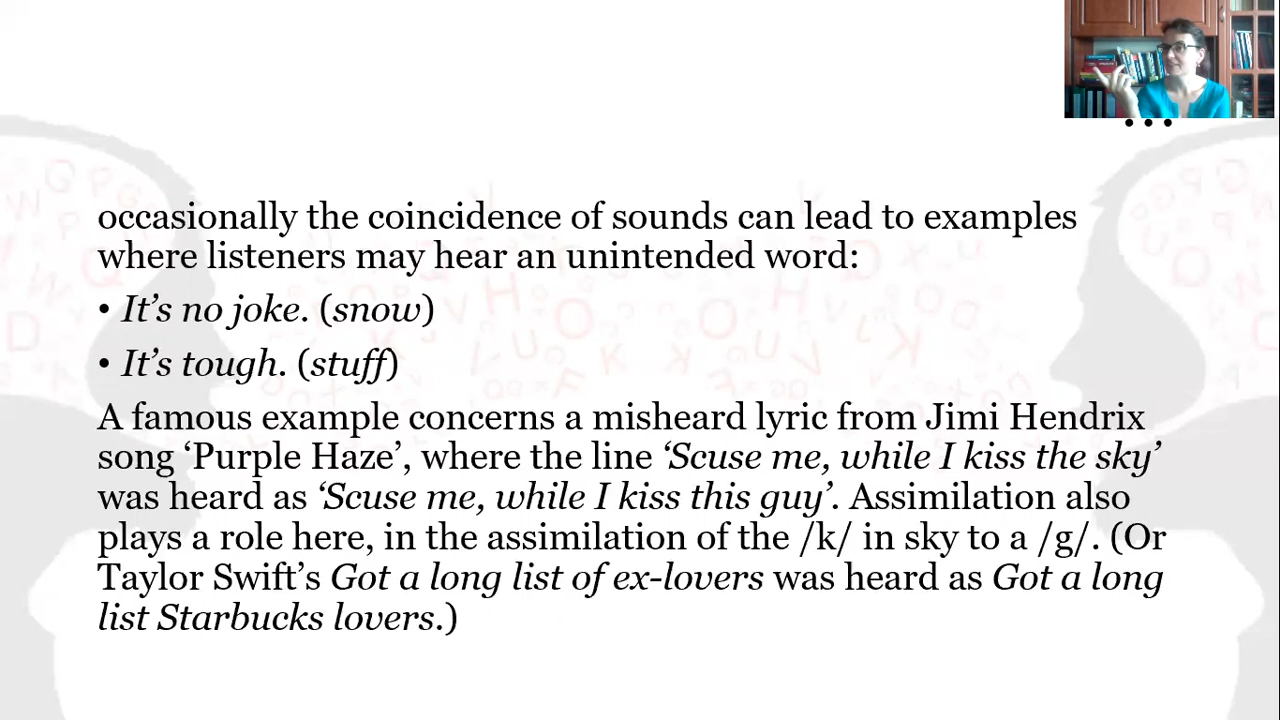 ...
occasionally the coincidence of sounds can lead to examples
where listeners may hear an unintended word:
• It’s no joke. (snow)
• It’s tough. (stuff)
A famous example concerns a misheard lyric from Jimi Hendrix
song ‘Purple Haze’, where the line ‘Scuse me, while I kiss the sky’
was heard as ‘Scuse me, while I kiss this guy’. Assimilation also
plays a role here, in the assimilation of the /k/ in sky to a /g/. (Or
Taylor Swift’s Got a long list of ex-lovers was heard as Got a long
list Starbucks lovers.)